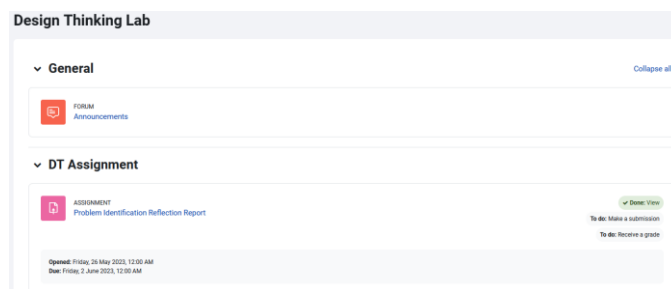 Design Thinking Lab
General
Collapse all
FORUM
Announcements
DT Assignment
ASSIGNMENT
Problem Identification Reflection Report
Done: View
To do: Make a submission
To do: Receive a grade
Opened: Friday, 26 May 2023, 12:00 AM
Due: Friday, 2 June 2023, 12:00 AM